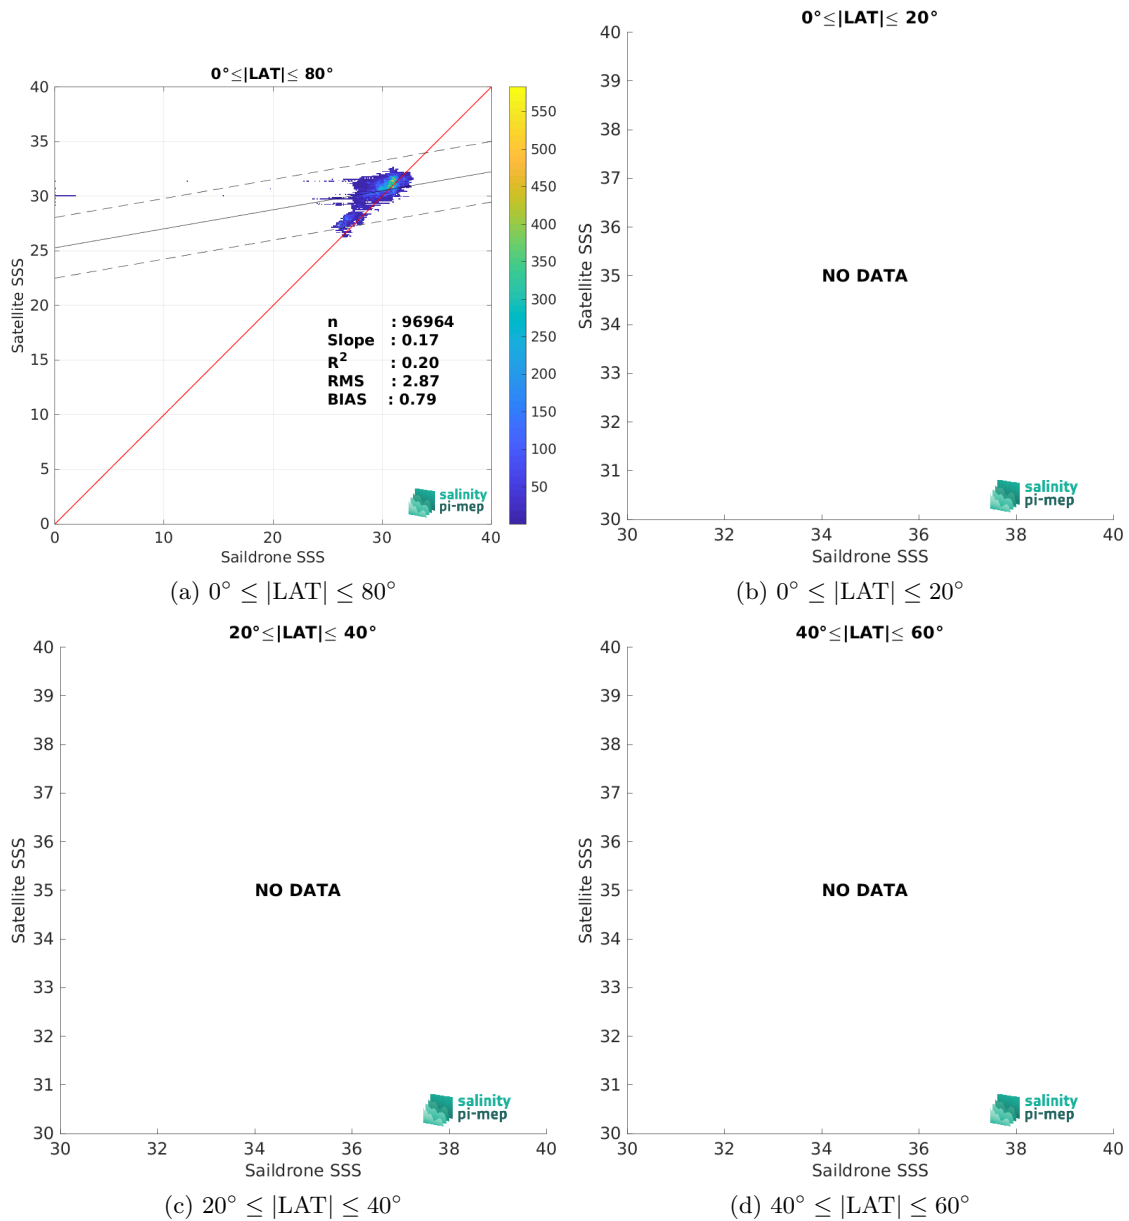 0°≤|LAT|≤ 80°
40
35
30
25
20
15
10
5
0
0
10
20
30
40
Satellite SSS
Saildrone SSS
n : 96964
Slope : 0.17
R² : 0.20
RMS : 2.87
BIAS : 0.79
salinity
pi-mep
550
500
450
400
350
300
250
200
150
100
50
(a) 0° ≤ |LAT| ≤ 80°
0°≤|LAT|≤ 20°
40
39
38
37
36
35
34
33
32
31
30
30
32
34
36
38
40
Satellite SSS
Saildrone SSS
NO DATA
salinity
pi-mep
(b) 0° ≤ |LAT| ≤ 20°
20°≤|LAT|≤ 40°
40
39
38
37
36
35
34
33
32
31
30
30
32
34
36
38
40
Satellite SSS
Saildrone SSS
NO DATA
salinity
pi-mep
(c) 20° ≤ |LAT| ≤ 40°
40°≤|LAT|≤ 60°
40
39
38
37
36
35
34
33
32
31
30
30
32
34
36
38
40
Satellite SSS
Saildrone SSS
NO DATA
salinity
pi-mep
(d) 40° ≤ |LAT| ≤ 60°